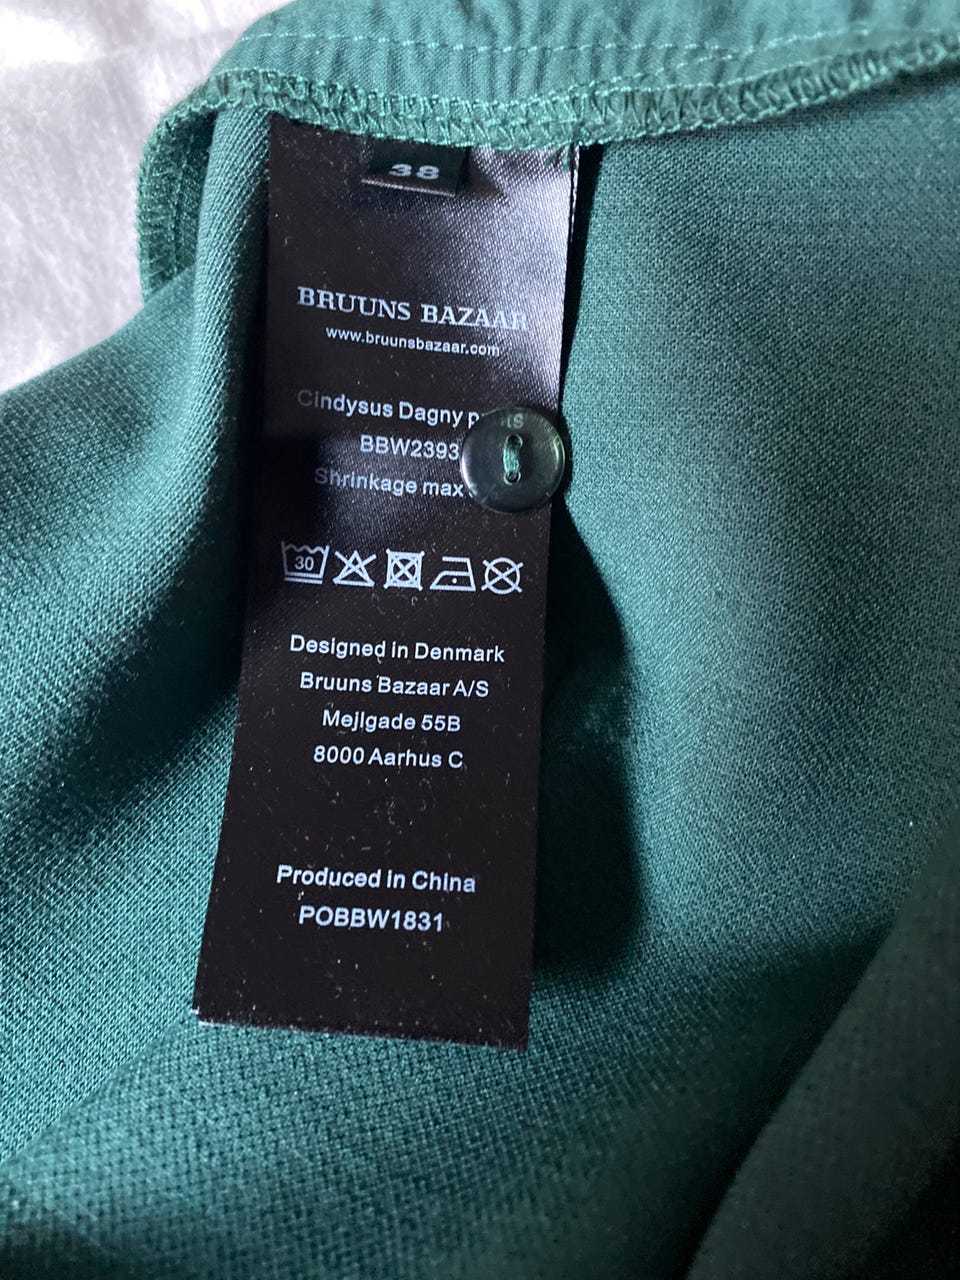 38
BRUUNS BAZAAR
www.bruunsbazaar.com
Cindysus Dagny pants
BBW2393
Shrinkage max
30
Designed in Denmark
Bruuns Bazaar A/S
Mejlgade 55B
8000 Aarhus C
Produced in China
POBBW1831